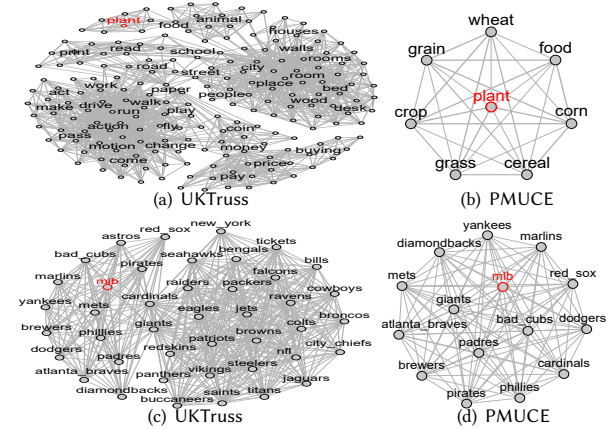 plant
food
animal
houses
print
read
school
walls
rooms
road
street
city
room
act
work
paper
people
place
bed
make
drive
walk
wood
desk
run
play
pass
action
fly
coin
motion
change
money
buying
come
price
pay
(a) UKTruss
wheat
grain
food
plant
crop
corn
grass
cereal
(b) PMUCE
new_york
red_sox
astros
tickets
bad_cubs
seahawks
bengals
bills
pirates
falcons
marlins
mlb
raiders
packers
cowboys
yankees
mets
cardinals
ravens
eagles
jets
broncos
brewers
phillies
giants
colts
patriots
browns
city_chiefs
dodgers
padres
redskins
nfl
steelers
atlanta_braves
panthers
vikings
jaguars
diamondbacks
saints
titans
buccaneers
(c) UKTruss
yankees
diamondbacks
marlins
mets
mlb
red_sox
giants
atlanta_braves
bad_cubs
dodgers
padres
brewers
cardinals
pirates
phillies
(d) PMUCE